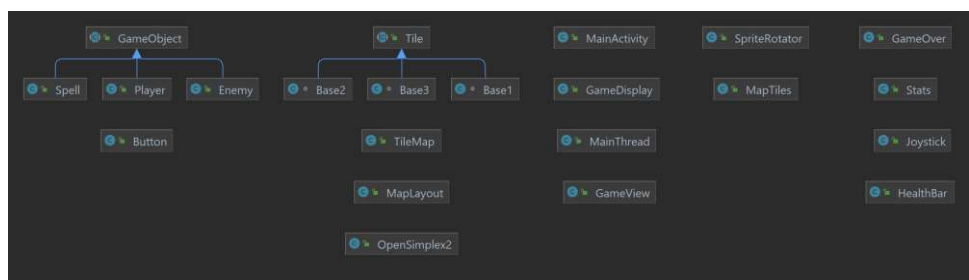 GameObject Tile MainActivity SpriteRotator GameOver
Spell Player Enemy Base2 Base3 Base1 GameDisplay MapTiles Stats
Button TileMap MainThread Joystick
MapLayout GameView HealthBar
OpenSimplex2